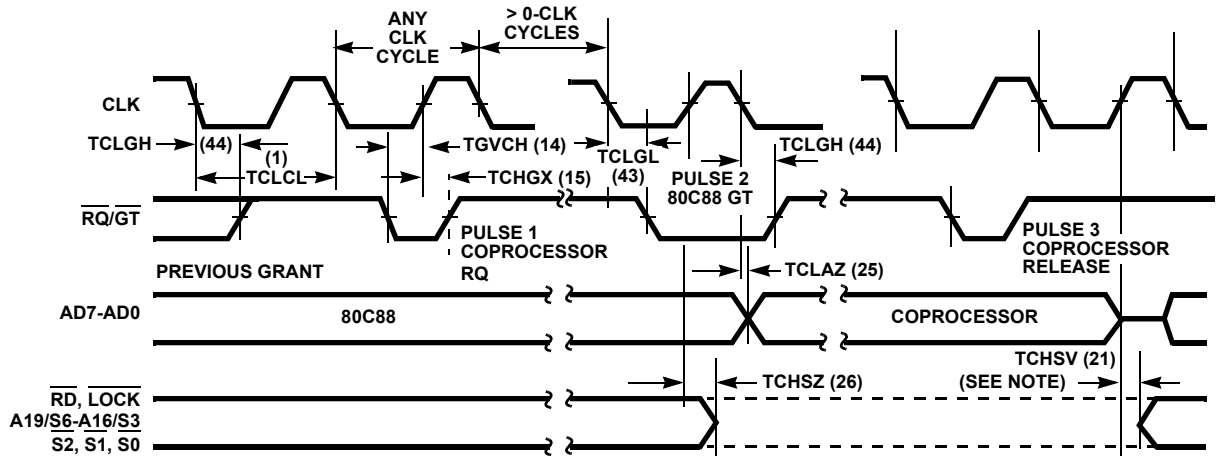 ANY
CLK
CYCLE
> 0-CLK
CYCLES
CLK
TCLGH
(44)
(1)
TCLCL
TGVCH (14)
TCHGX (15)
TCLGL
(43)
PULSE 2
80C88 GT
TCLGH (44)
RQ/GT
PULSE 1
COPROCESSOR
RQ
PULSE 3
COPROCESSOR
RELEASE
PREVIOUS GRANT
TCLAZ (25)
AD7-AD0
80C88
COPROCESSOR
TCHSZ (26)
TCHSV (21)
(SEE NOTE)
RD, LOCK
A19/S6-A16/S3
S2, S1, S0